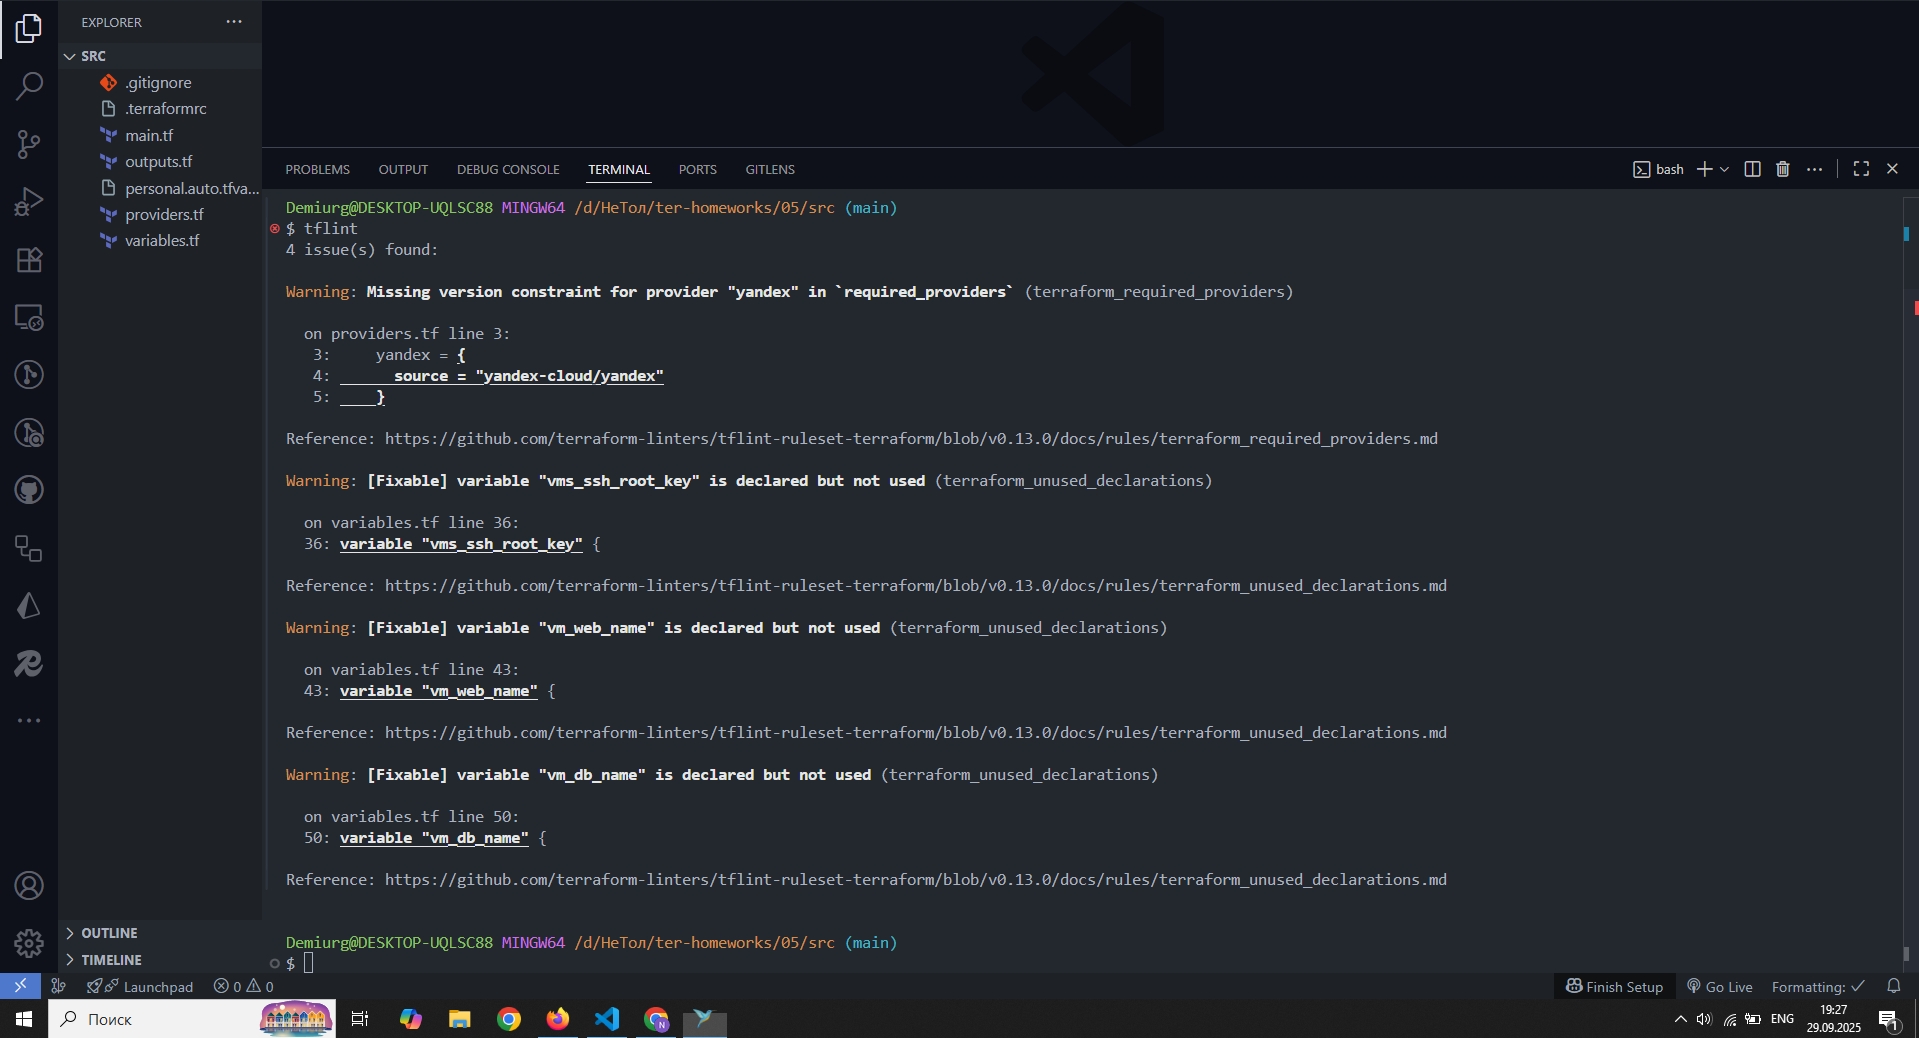 EXPLORER
SRC
.gitignore
.terraformrc
main.tf
outputs.tf
personal.auto.tfva...
providers.tf
variables.tf
OUTLINE
TIMELINE
PROBLEMS OUTPUT DEBUG CONSOLE TERMINAL PORTS GITLENS
bash
Demiurg@DESKTOP-UQLSC88 MINGW64 /d/НеТол/ter-homeworks/05/src (main)
$ tflint
4 issue(s) found:
Warning: Missing version constraint for provider "yandex" in `required_providers` (terraform_required_providers)
on providers.tf line 3:
3: yandex = {
4: source = "yandex-cloud/yandex"
5: }
Reference: https://github.com/terraform-linters/tflint-ruleset-terraform/blob/v0.13.0/docs/rules/terraform_required_providers.md
Warning: [Fixable] variable "vms_ssh_root_key" is declared but not used (terraform_unused_declarations)
on variables.tf line 36:
36: variable "vms_ssh_root_key" {
Reference: https://github.com/terraform-linters/tflint-ruleset-terraform/blob/v0.13.0/docs/rules/terraform_unused_declarations.md
Warning: [Fixable] variable "vm_web_name" is declared but not used (terraform_unused_declarations)
on variables.tf line 43:
43: variable "vm_web_name" {
Reference: https://github.com/terraform-linters/tflint-ruleset-terraform/blob/v0.13.0/docs/rules/terraform_unused_declarations.md
Warning: [Fixable] variable "vm_db_name" is declared but not used (terraform_unused_declarations)
on variables.tf line 50:
50: variable "vm_db_name" {
Reference: https://github.com/terraform-linters/tflint-ruleset-terraform/blob/v0.13.0/docs/rules/terraform_unused_declarations.md
Demiurg@DESKTOP-UQLSC88 MINGW64 /d/НеТол/ter-homeworks/05/src (main)
$
Launchpad 0 0 Finish Setup Go Live Formatting: ✓
Поиск N ENG 19:27
29.09.2025 1